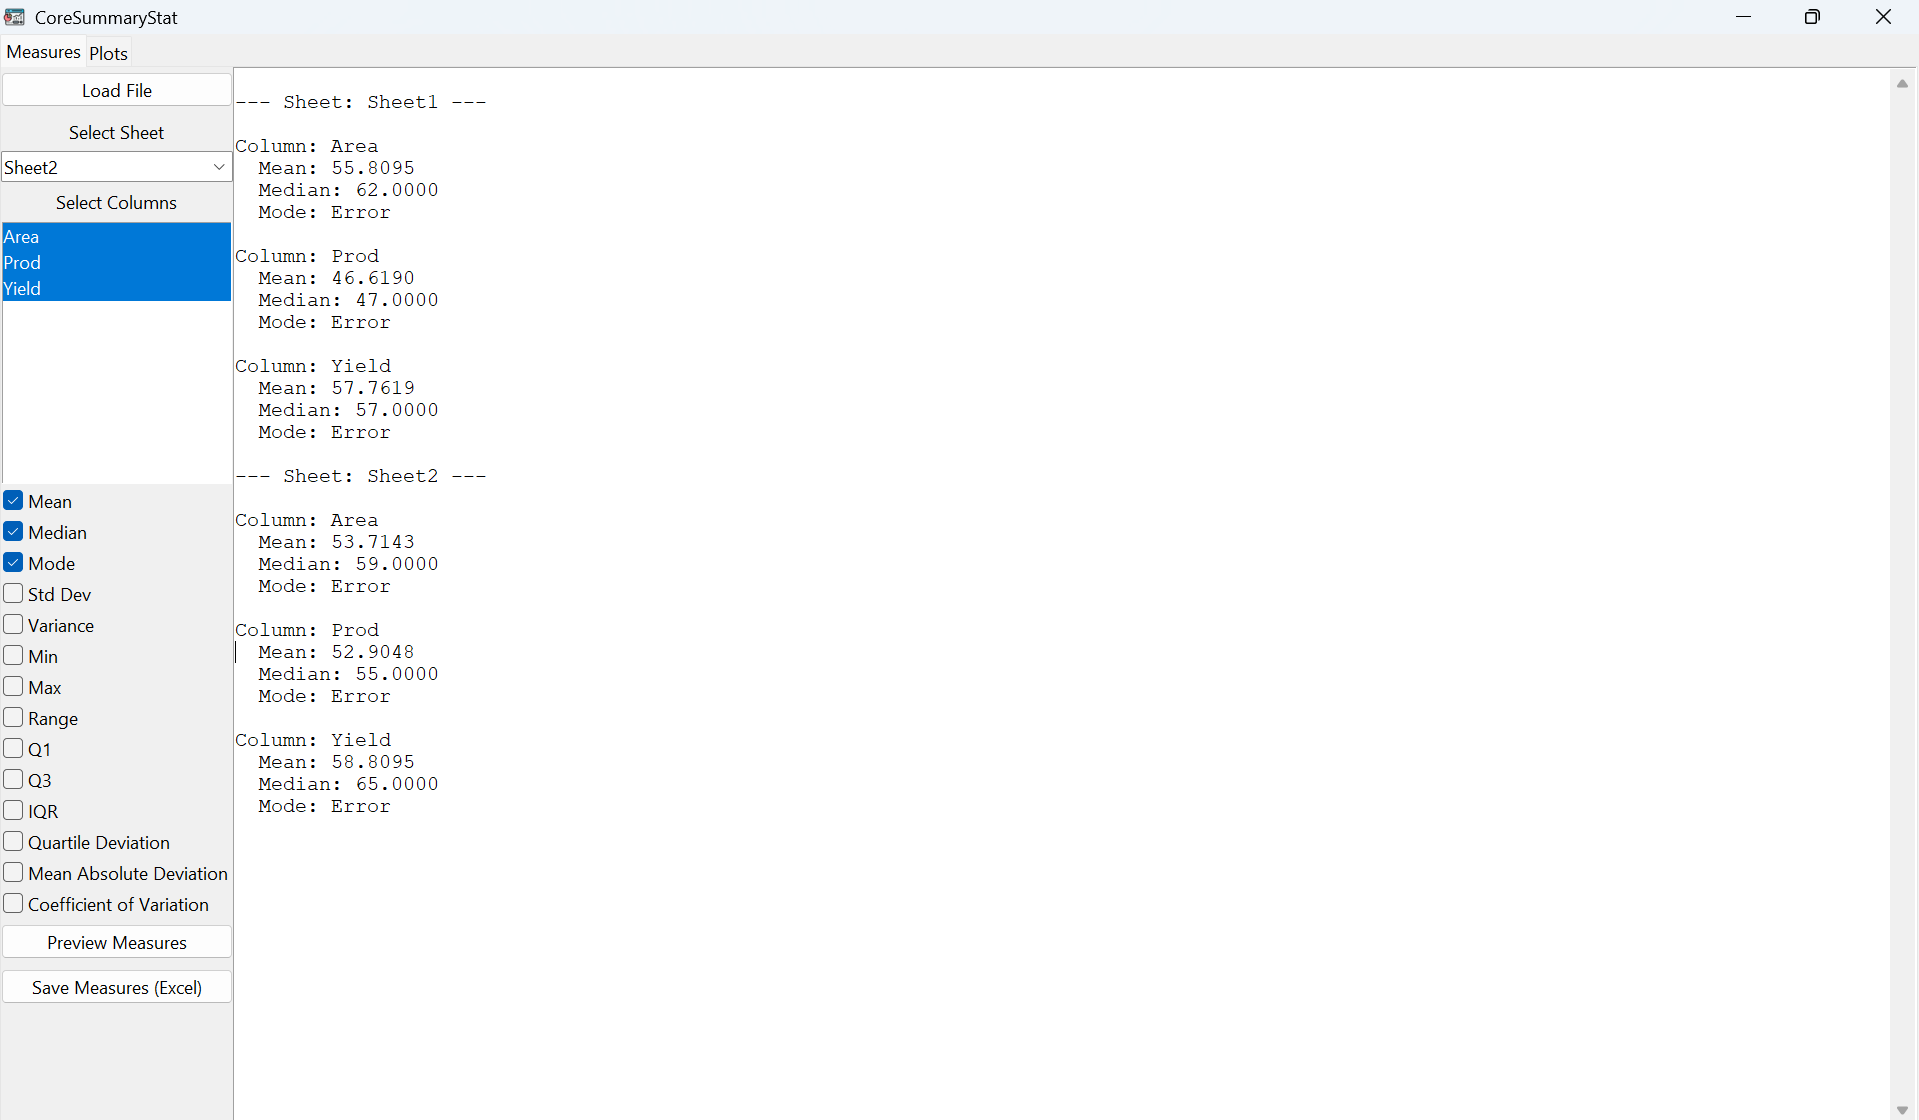 CoreSummaryStat
Measures Plots
Load File
Select Sheet
Sheet2
Select Columns
Area
Prod
Yield
Mean
Median
Mode
Std Dev
Variance
Min
Max
Range
Q1
Q3
IQR
Quartile Deviation
Mean Absolute Deviation
Coefficient of Variation
Preview Measures
Save Measures (Excel)
--- Sheet: Sheet1 ---
Column: Area
Mean: 55.8095
Median: 62.0000
Mode: Error
Column: Prod
Mean: 46.6190
Median: 47.0000
Mode: Error
Column: Yield
Mean: 57.7619
Median: 57.0000
Mode: Error
--- Sheet: Sheet2 ---
Column: Area
Mean: 53.7143
Median: 59.0000
Mode: Error
Column: Prod
Mean: 52.9048
Median: 55.0000
Mode: Error
Column: Yield
Mean: 58.8095
Median: 65.0000
Mode: Error